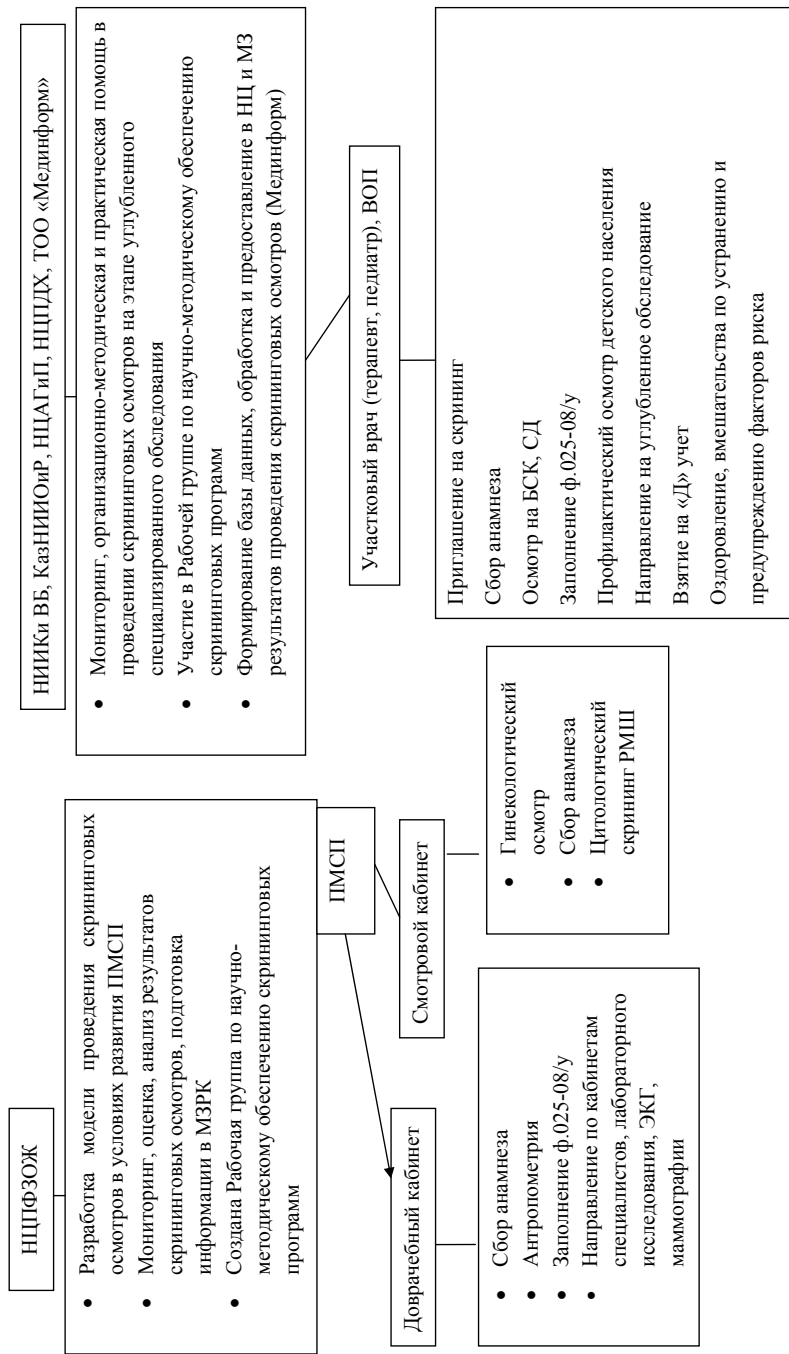 НЦПФЗОЖ
• Разработка модели проведения скрининговых
осмотров в условиях развития ПМСП
• Мониторинг, оценка, анализ результатов
скрининговых осмотров, подготовка
информации в МЗРК
• Создана Рабочая группа по научно-
методическому обеспечению скрининговых
программ
НИИКи ВБ, КазНИИОиР, НЦАГиП, НЦПДХ, ТОО «Мединформ»
• Мониторинг, организационно-методическая и практическая помощь в
проведении скрининговых осмотров на этапе углубленного
специализированного обследования
• Участие в Рабочей группе по научно-методическому обеспечению
скрининговых программ
• Формирование базы данных, обработка и предоставление в НЦ и МЗ
результатов проведения скрининговых осмотров (Мединформ)
ПМСП
Доврачебный кабинет
• Сбор анамнеза
• Антропометрия
• Заполнение ф.025-08/у
• Направление по кабинетам
специалистов, лабораторного
исследования, ЭКГ,
маммографии
Смотровой кабинет
• Гинекологический
осмотр
• Сбор анамнеза
• Цитологический
скрининг РМШ
Участковый врач (терапевт, педиатр), ВОП
Приглашение на скрининг
Сбор анамнеза
Осмотр на БСК, СД
Заполнение ф.025-08/у
Профилактический осмотр детского населения
Направление на углубленное обследование
Взятие на «Д» учет
Оздоровление, вмешательства по устранению и
предупреждению факторов риска